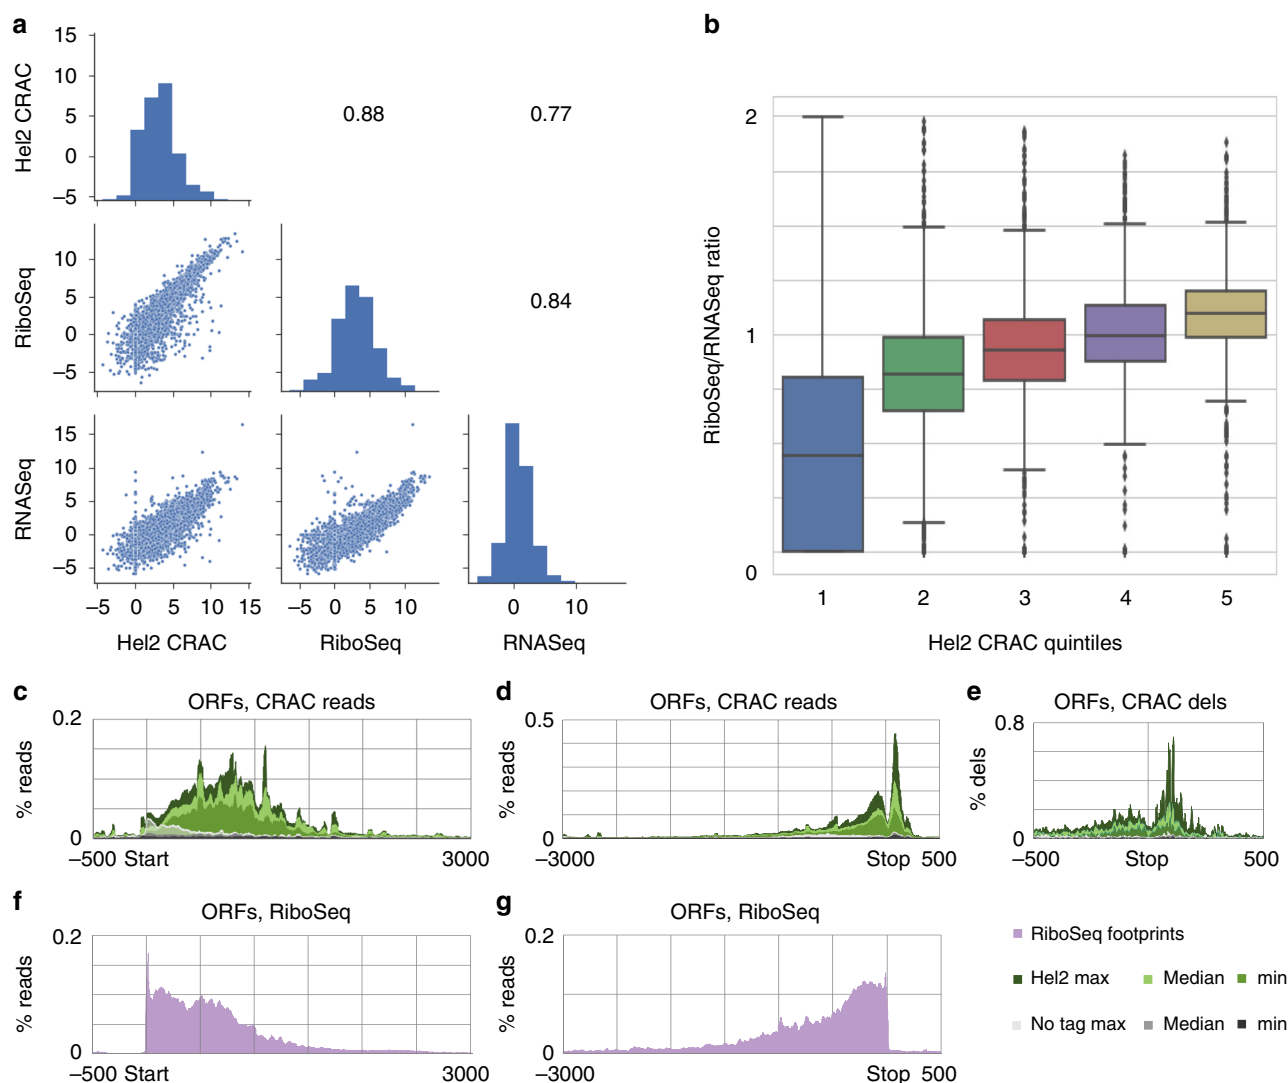 a
15
10
5
0
–5
Hel2 CRAC
0.88
0.77
10
5
0
–5
RiboSeq
0.84
15
10
5
0
–5
RNASeq
–5 0 5 10 15
–5 0 5 10
0 10
Hel2 CRAC
RiboSeq
RNASeq
b
2
1
0
RiboSeq/RNASeq ratio
1 2 3 4 5
Hel2 CRAC quintiles
c
ORFs, CRAC reads
0.2
0
% reads
–500 Start 3000
d
ORFs, CRAC reads
0.5
0
% reads
–3000 Stop 500
e
ORFs, CRAC dels
0.8
0
% dels
–500 Stop 500
f
ORFs, RiboSeq
0.2
0
% reads
–500 Start 3000
g
ORFs, RiboSeq
0.2
0
% reads
–3000 Stop 500
RiboSeq footprints
Hel2 max Median min
No tag max Median min